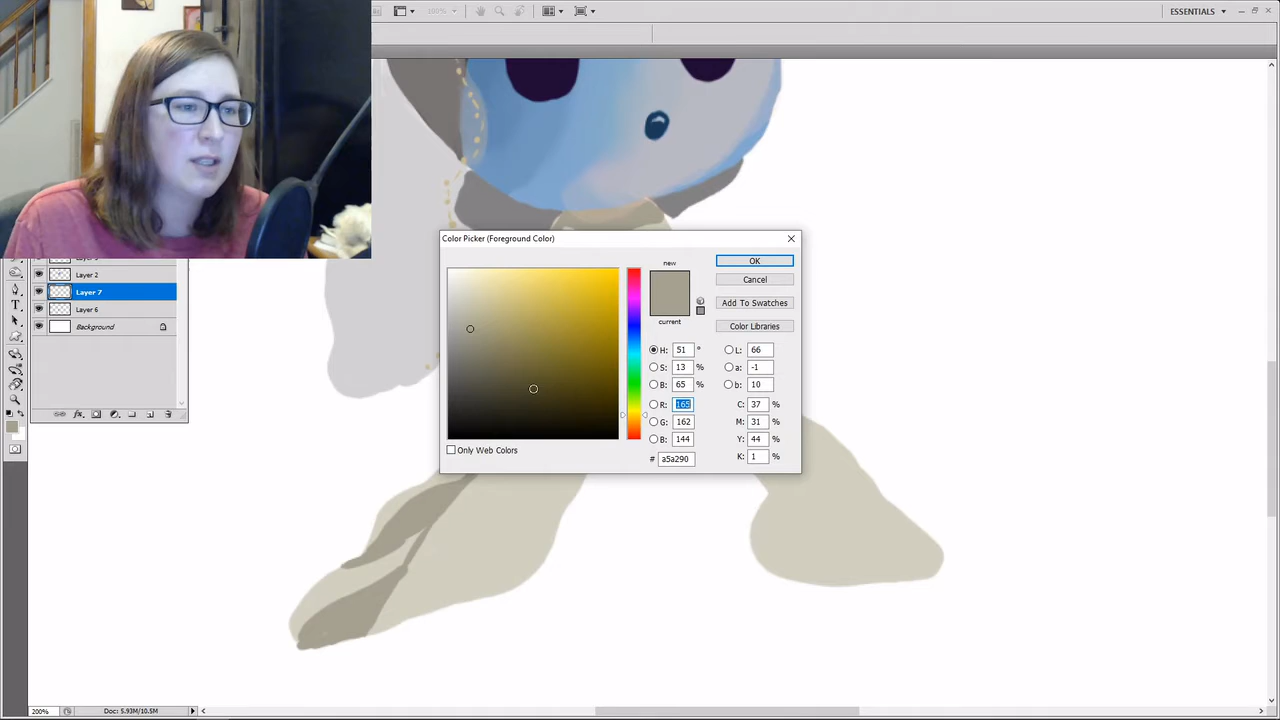 200%
ESSENTIALS
Color Picker (Foreground Color)
new
current
OK
Cancel
Add To Swatches
Color Libraries
H: 51 °
S: 13 %
B: 65 %
R: 165
G: 162
B: 144
# a5a290
L: 66
a: -1
b: 10
C: 37 %
M: 31 %
Y: 44 %
K: 1 %
Only Web Colors
Layer 2
Layer 7
Layer 6
Background
fx
200%
Doc: 5.93M/10.5M